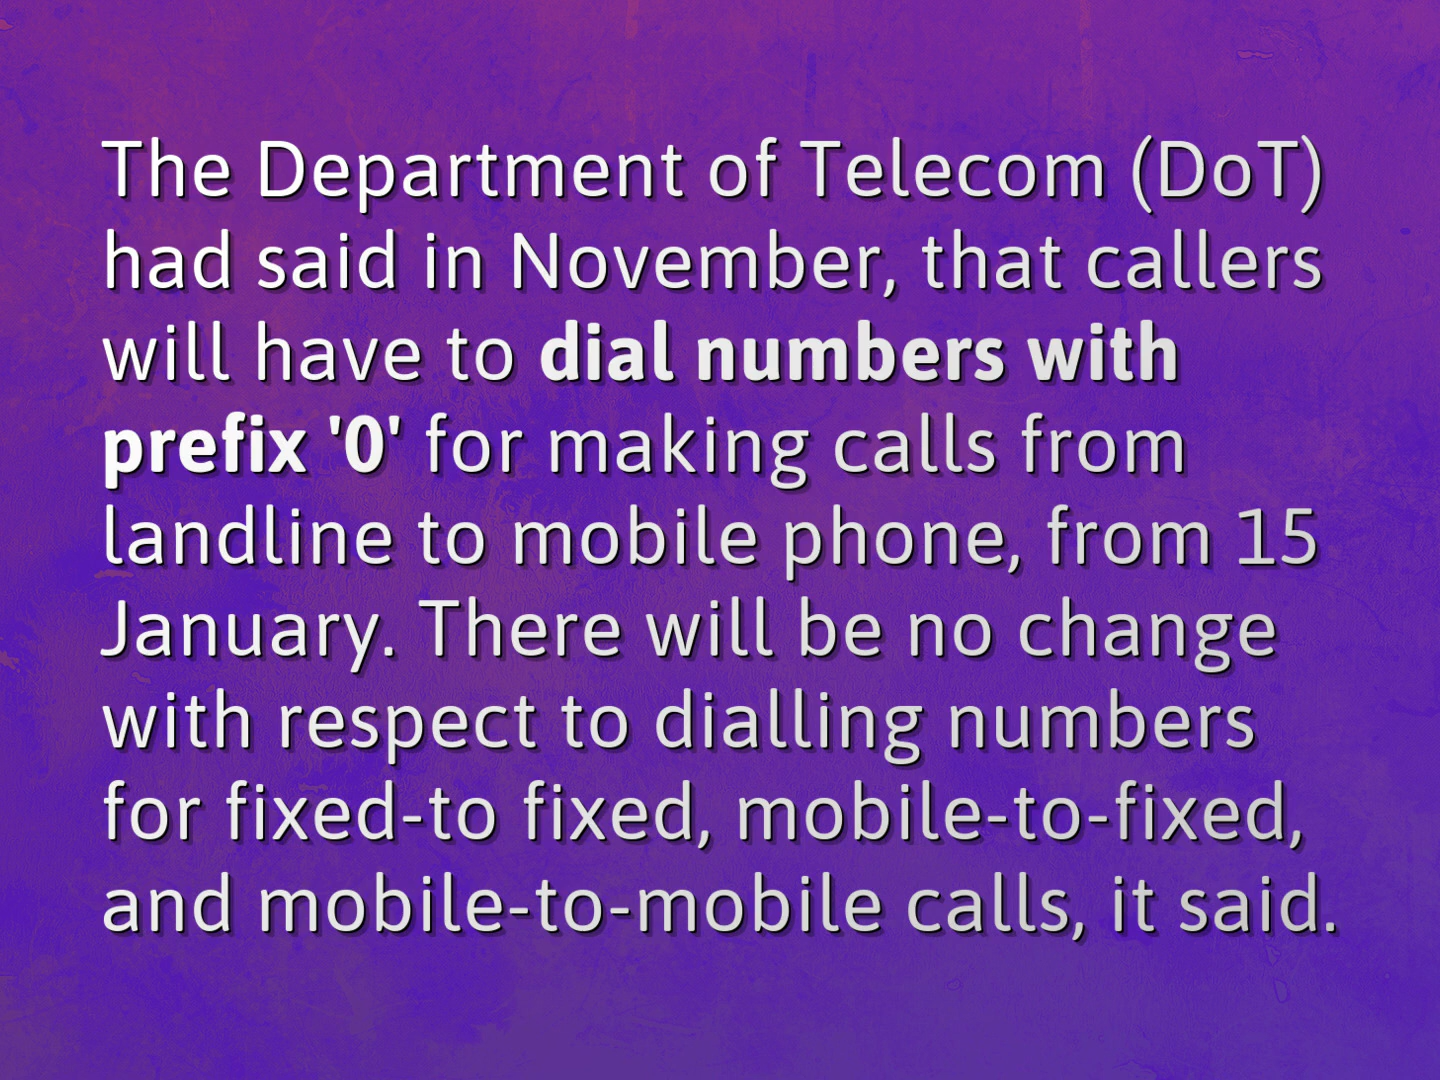 The Department of Telecom (DoT)
had said in November, that callers
will have to dial numbers with
prefix '0' for making calls from
landline to mobile phone, from 15
January. There will be no change
with respect to dialling numbers
for fixed-to fixed, mobile-to-fixed,
and mobile-to-mobile calls, it said.